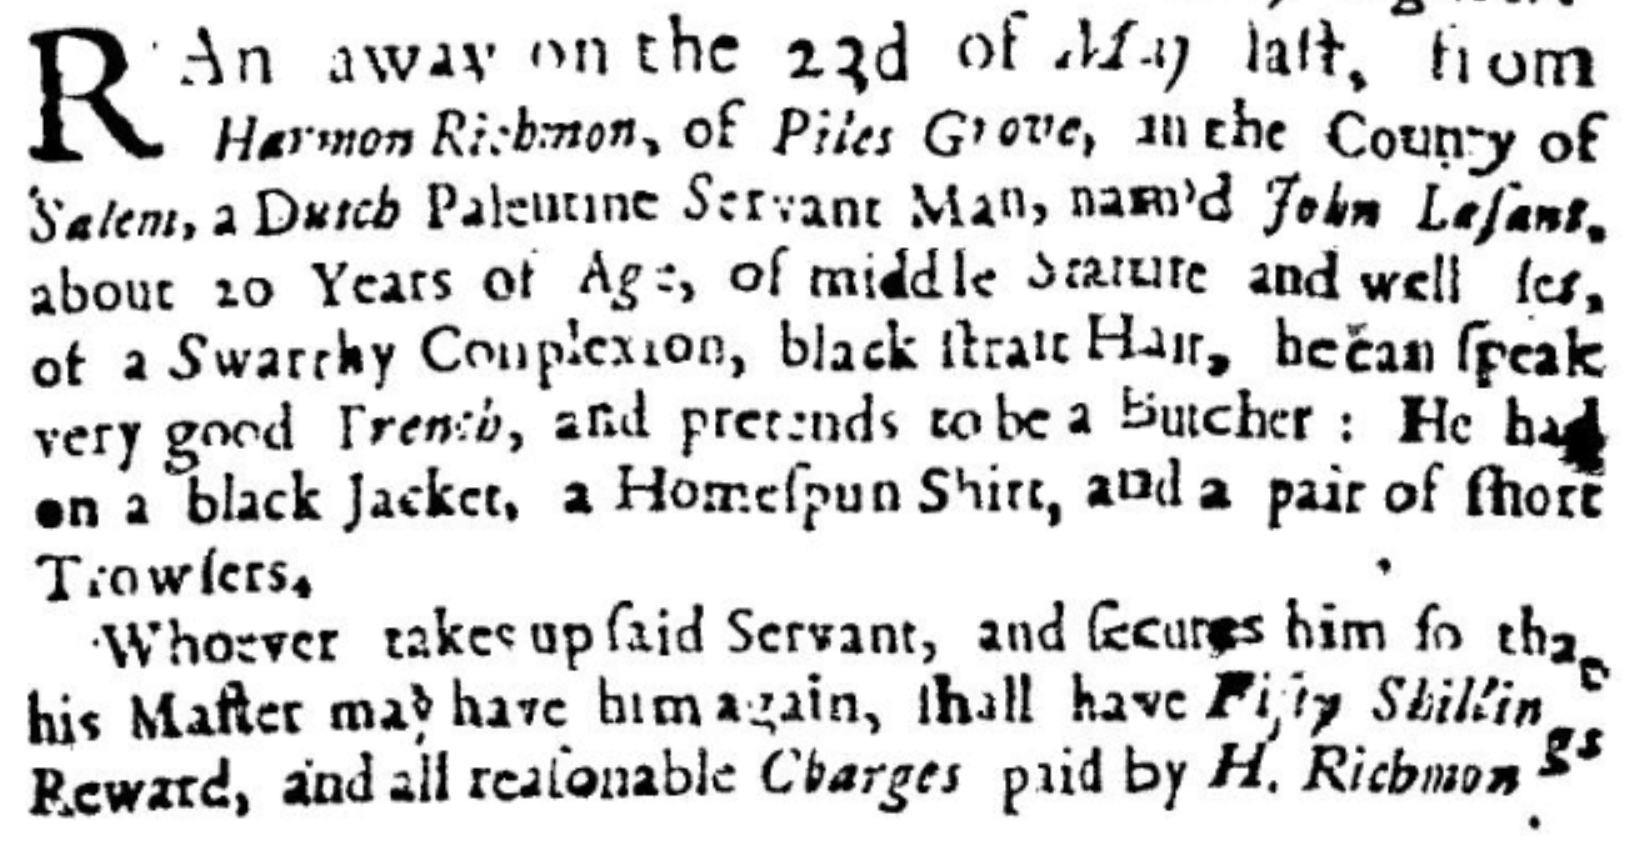 RAn away on the 23d of May laſt, from
Harmon Richmon, of Piles Grove, in the County of
Salem, a Dutch Palentine Servant Man, nam'd John Leſant,
about 20 Years of Age, of middle Stature and well ſet,
of a Swarthy Complexion, black ſtrait Hair, he can ſpeak
very good French, and pretends to be a Butcher : He had
on a black Jacket, a Homeſpun Shirt, and a pair of ſhort
Trowſers.
Whoever takes up ſaid Servant, and ſecures him ſo that
his Maſter may have him again, ſhall have Fifty Shillings
Reward, and all reaſonable Charges paid by H. Richmon.